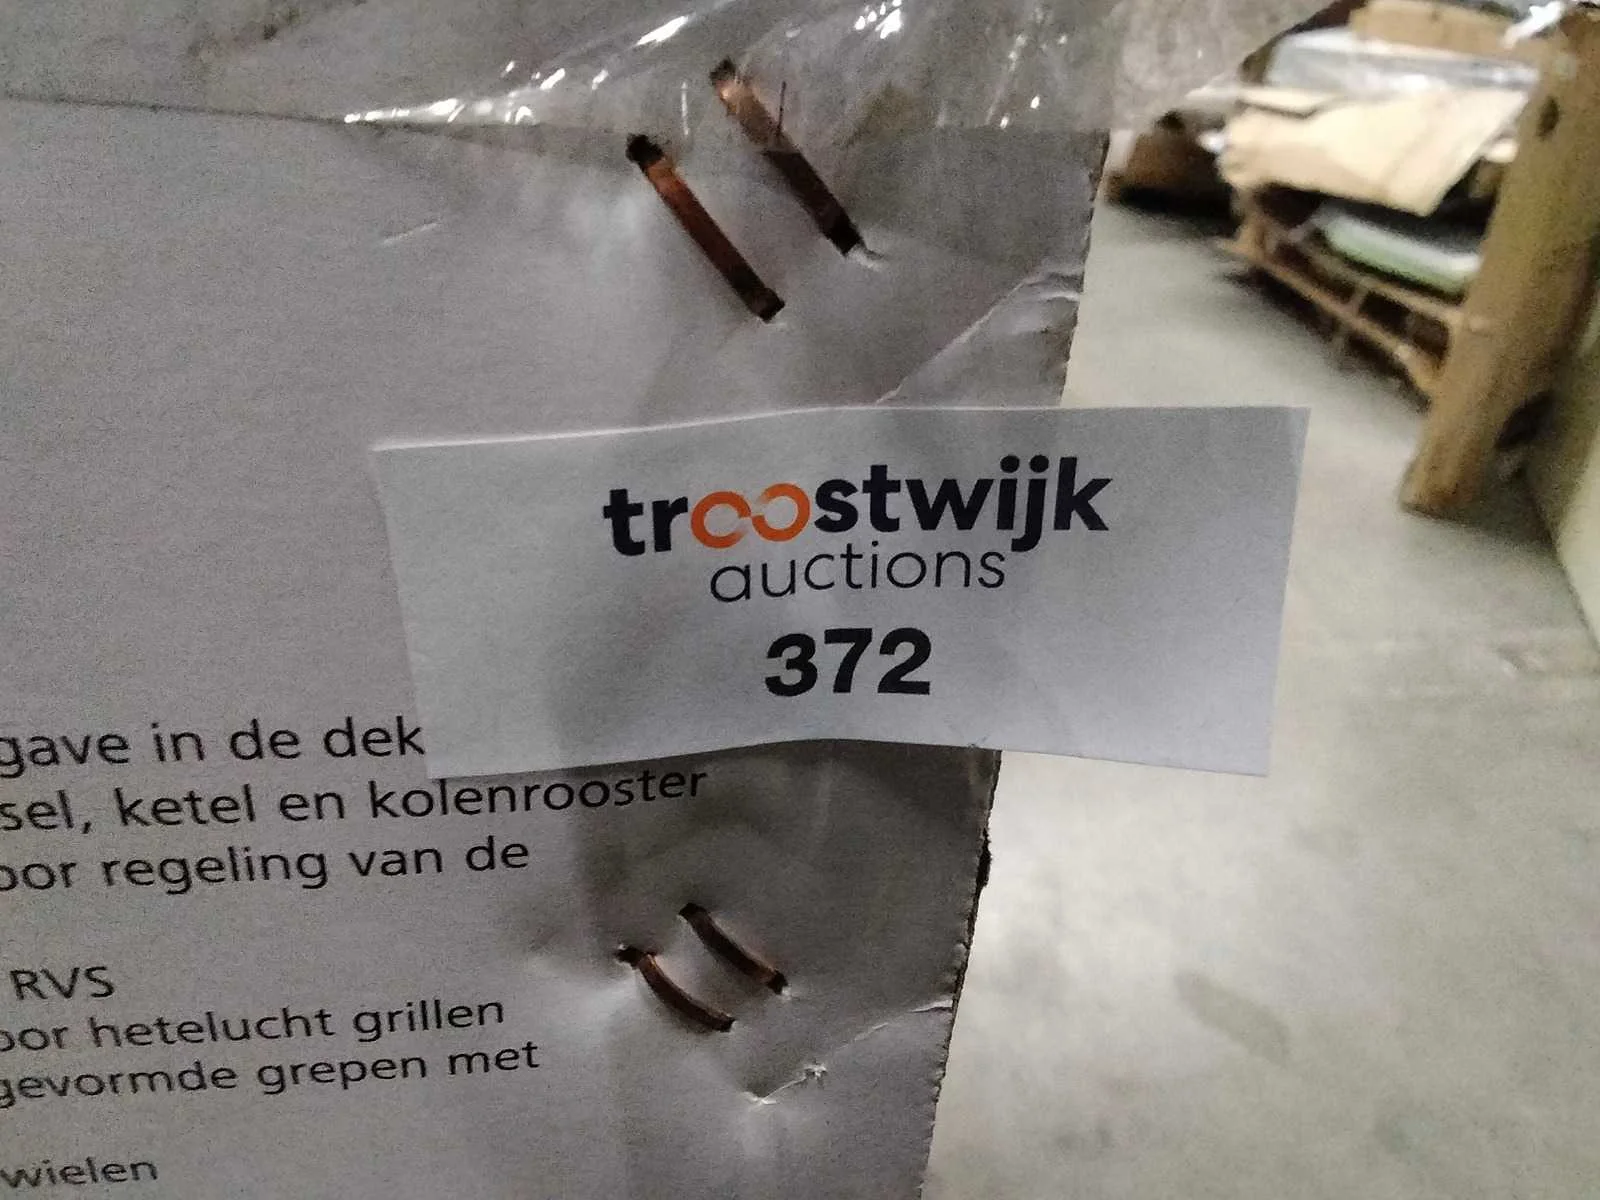 troostwijk
auctions
372
gave in de dek
sel, ketel en kolenrooster
oor regeling van de
RVS
oor hetelucht grillen
gevormde grepen met
wielen